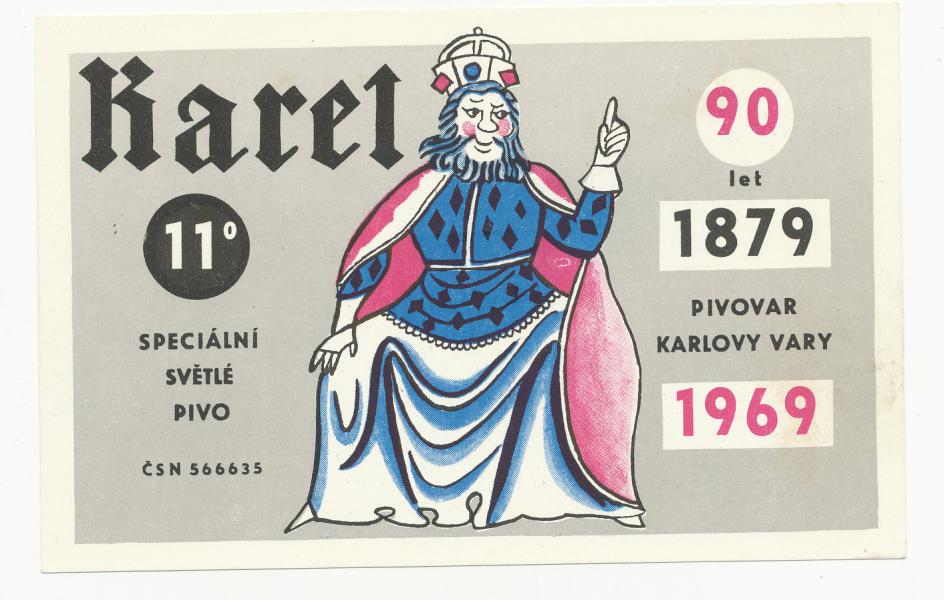 Karel
11°
SPECIÁLNÍ
SVĚTLÉ
PIVO
ČSN 566635
90
let
1879
PIVOVAR
KARLOVY VARY
1969